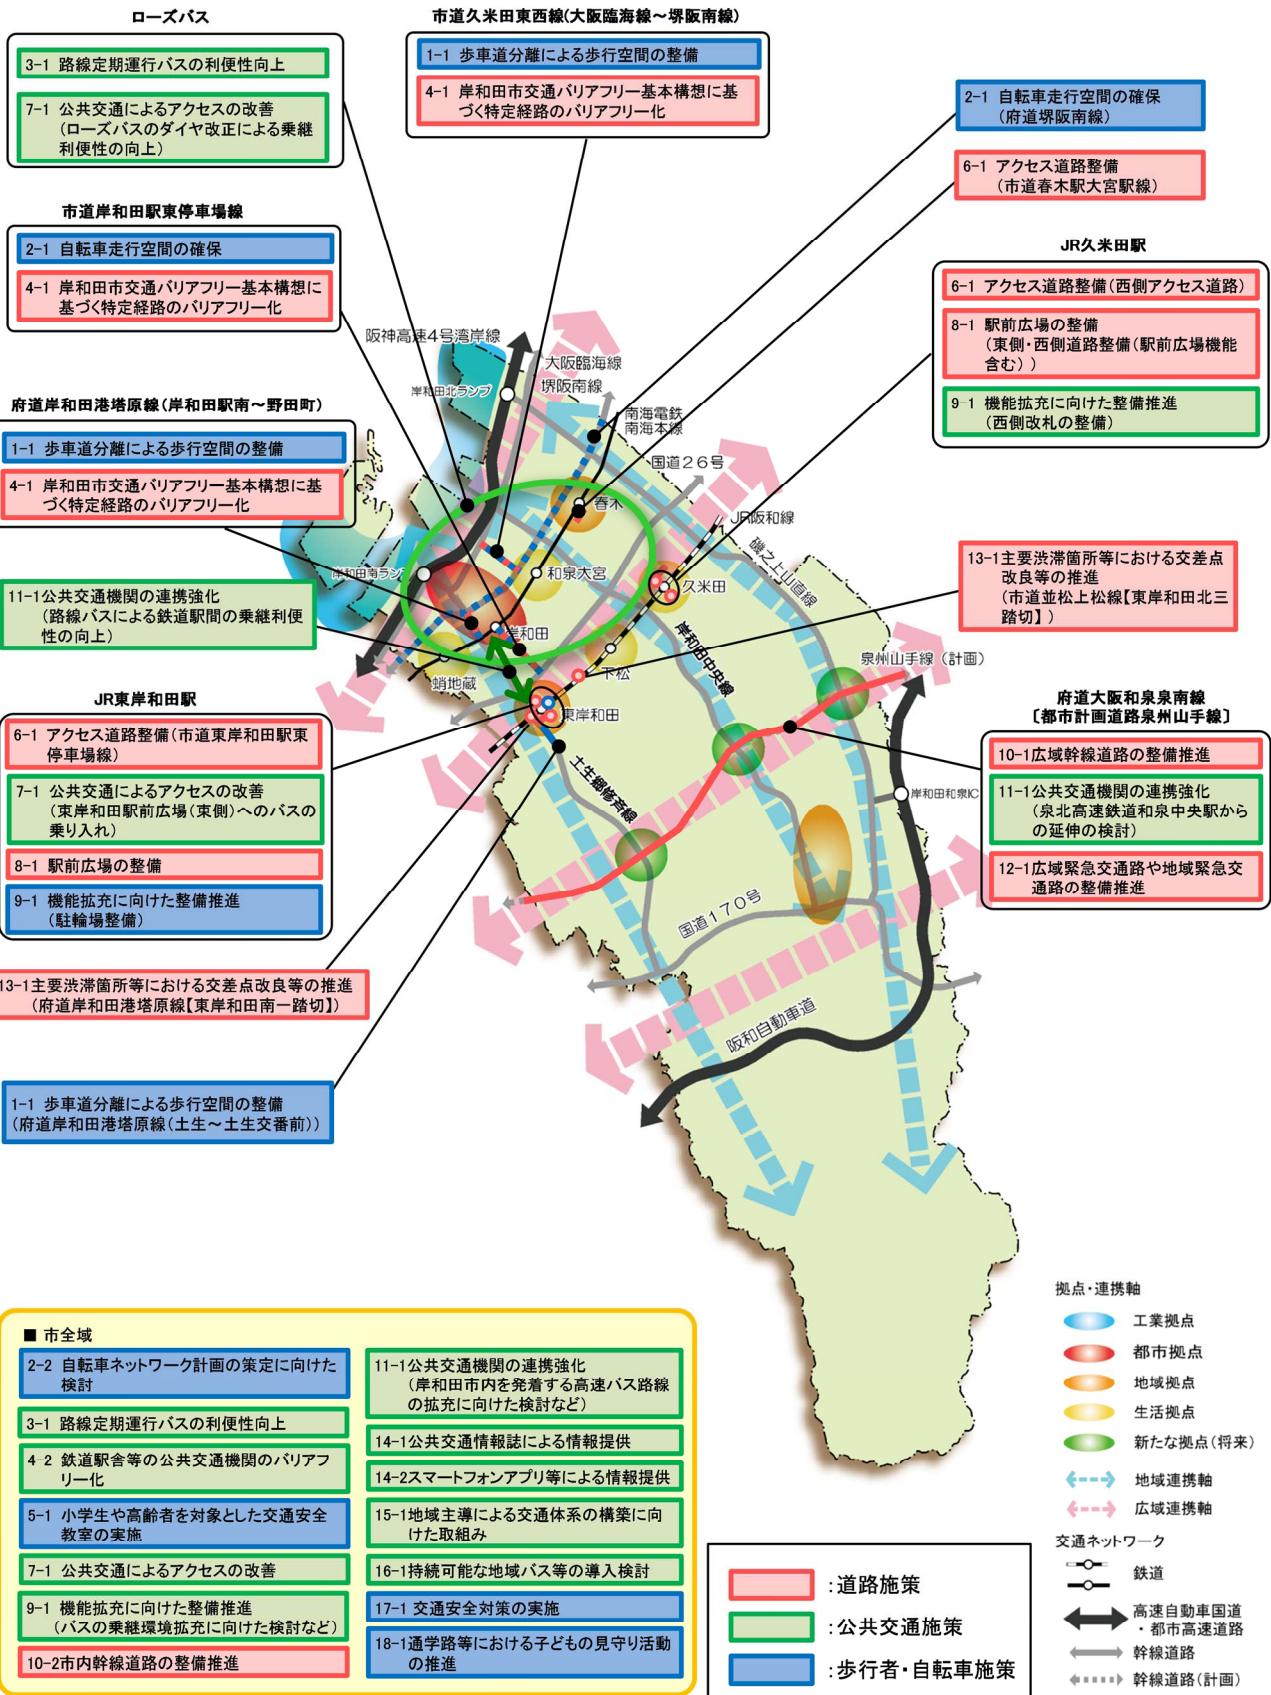 ローズバス
3-1 路線定期運行バスの利便性向上
7-1 公共交通によるアクセスの改善
(ローズバスのダイヤ改正による乗継
利便性の向上)
市道久米田東西線(大阪臨海線～堺阪南線)
1-1 歩車道分離による歩行空間の整備
4-1 岸和田市交通バリアフリー基本構想に基
づく特定経路のバリアフリー化
2-1 自転車走行空間の確保
(府道堺阪南線)
6-1 アクセス道路整備
(市道春木駅大宮駅線)
市道岸和田駅東停車場線
2-1 自転車走行空間の確保
4-1 岸和田市交通バリアフリー基本構想に
基づく特定経路のバリアフリー化
JR久米田駅
6-1 アクセス道路整備(西側アクセス道路)
8-1 駅前広場の整備
(東側・西側道路整備(駅前広場機能
含む))
9-1 機能拡充に向けた整備推進
(西側改札の整備)
府道岸和田港塔原線(岸和田駅南～野田町)
1-1 歩車道分離による歩行空間の整備
4-1 岸和田市交通バリアフリー基本構想に基
づく特定経路のバリアフリー化
11-1公共交通機関の連携強化
(路線バスによる鉄道駅間の乗継利便
性の向上)
13-1主要渋滞箇所等における交差点
改良等の推進
(市道並松上松線【東岸和田北三
踏切】)
JR東岸和田駅
6-1 アクセス道路整備(市道東岸和田駅東
停車場線)
7-1 公共交通によるアクセスの改善
(東岸和田駅前広場(東側)へのバスの
乗り入れ)
8-1 駅前広場の整備
9-1 機能拡充に向けた整備推進
(駐輪場整備)
府道大阪和泉泉南線
〔都市計画道路泉州山手線〕
10-1広域幹線道路の整備推進
11-1公共交通機関の連携強化
(泉北高速鉄道和泉中央駅から
の延伸の検討)
12-1広域緊急交通路や地域緊急交
通路の整備推進
13-1主要渋滞箇所等における交差点改良等の推進
(府道岸和田港塔原線【東岸和田南一踏切】)
1-1 歩車道分離による歩行空間の整備
(府道岸和田港塔原線(土生～土生交番前))
阪神高速4号湾岸線
大阪臨海線
岸和田北ランプ
堺阪南線
南海電鉄
南海本線
国道26号
春木
JR阪和線
磯之上山直線
岸和田南ランプ
和泉大宮
久米田
岸和田
岸和田中央線
泉州山手線(計画)
蛸地蔵
下松
東岸和田
土生郷修斉線
岸和田和泉IC
国道170号
阪和自動車道
■ 市全域
2-2 自転車ネットワーク計画の策定に向けた
検討
3-1 路線定期運行バスの利便性向上
4-2 鉄道駅舎等の公共交通機関のバリアフ
リー化
5-1 小学生や高齢者を対象とした交通安全
教室の実施
7-1 公共交通によるアクセスの改善
9-1 機能拡充に向けた整備推進
(バスの乗継環境拡充に向けた検討など)
10-2市内幹線道路の整備推進
11-1公共交通機関の連携強化
(岸和田市内を発着する高速バス路線
の拡充に向けた検討など)
14-1公共交通情報誌による情報提供
14-2スマートフォンアプリ等による情報提供
15-1地域主導による交通体系の構築に向
けた取組み
16-1持続可能な地域バス等の導入検討
17-1 交通安全対策の実施
18-1通学路等における子どもの見守り活動
の推進
:道路施策
:公共交通施策
:歩行者・自転車施策
拠点・連携軸
工業拠点
都市拠点
地域拠点
生活拠点
新たな拠点(将来)
地域連携軸
広域連携軸
交通ネットワーク
鉄道
高速自動車国道
・都市高速道路
幹線道路
幹線道路(計画)